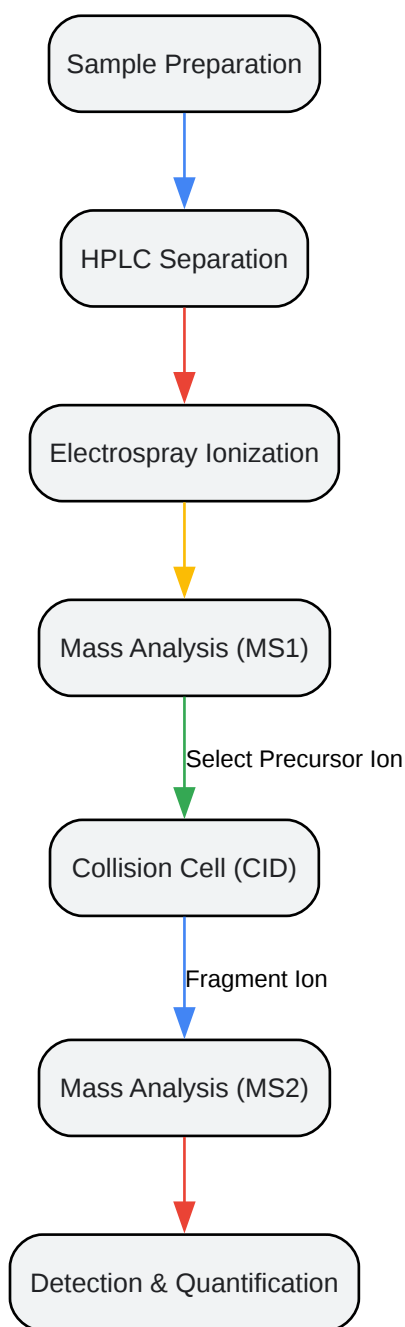 Sample Preparation
HPLC Separation
Electrospray Ionization
Mass Analysis (MS1)
Select Precursor Ion
Collision Cell (CID)
Fragment Ion
Mass Analysis (MS2)
Detection & Quantification